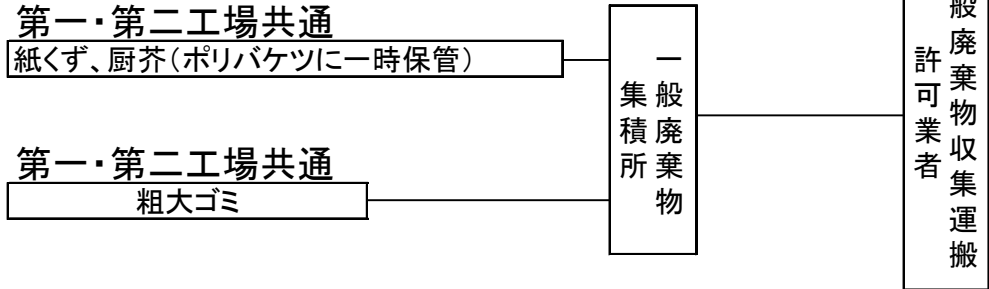 第一・第二工場共通
紙くず、厨芥(ポリバケツに一時保管)
第一・第二工場共通
粗大ゴミ
一般廃棄物
集積所
般廃棄物収集運搬
許可業者